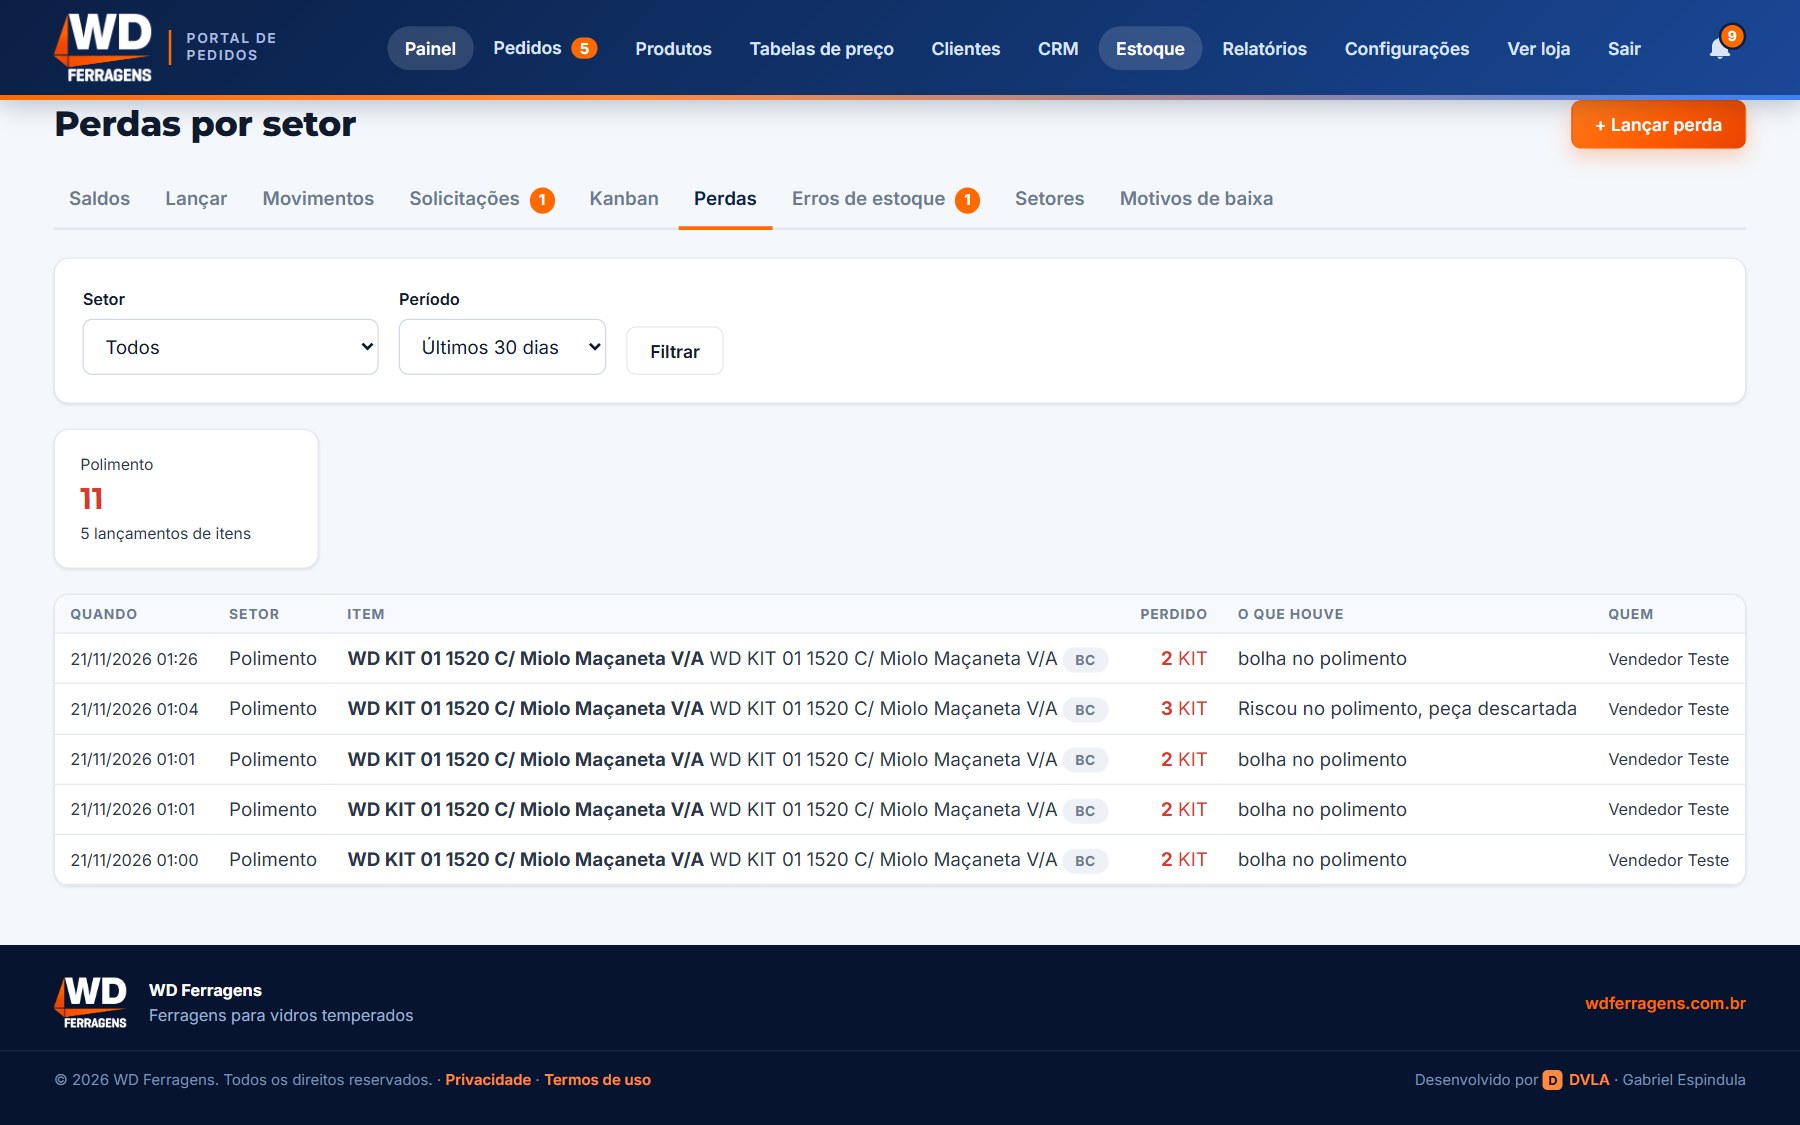 WD
FERRAGENS
PORTAL DE
PEDIDOS
Painel
Pedidos 5
Produtos
Tabelas de preço
Clientes
CRM
Estoque
Relatórios
Configurações
Ver loja
Sair
9
Perdas por setor
+ Lançar perda
Saldos
Lançar
Movimentos
Solicitações 1
Kanban
Perdas
Erros de estoque 1
Setores
Motivos de baixa
Setor
Período
Todos
Últimos 30 dias
Filtrar
Polimento
11
5 lançamentos de itens
QUANDO SETOR ITEM PERDIDO O QUE HOUVE QUEM
21/11/2026 01:26 Polimento WD KIT 01 1520 C/ Miolo Maçaneta V/A WD KIT 01 1520 C/ Miolo Maçaneta V/A BC 2 KIT bolha no polimento Vendedor Teste
21/11/2026 01:04 Polimento WD KIT 01 1520 C/ Miolo Maçaneta V/A WD KIT 01 1520 C/ Miolo Maçaneta V/A BC 3 KIT Riscou no polimento, peça descartada Vendedor Teste
21/11/2026 01:01 Polimento WD KIT 01 1520 C/ Miolo Maçaneta V/A WD KIT 01 1520 C/ Miolo Maçaneta V/A BC 2 KIT bolha no polimento Vendedor Teste
21/11/2026 01:01 Polimento WD KIT 01 1520 C/ Miolo Maçaneta V/A WD KIT 01 1520 C/ Miolo Maçaneta V/A BC 2 KIT bolha no polimento Vendedor Teste
21/11/2026 01:00 Polimento WD KIT 01 1520 C/ Miolo Maçaneta V/A WD KIT 01 1520 C/ Miolo Maçaneta V/A BC 2 KIT bolha no polimento Vendedor Teste
WD
FERRAGENS
WD Ferragens
Ferragens para vidros temperados
wdferragens.com.br
© 2026 WD Ferragens. Todos os direitos reservados. · Privacidade · Termos de uso
Desenvolvido por D DVLA · Gabriel Espindula